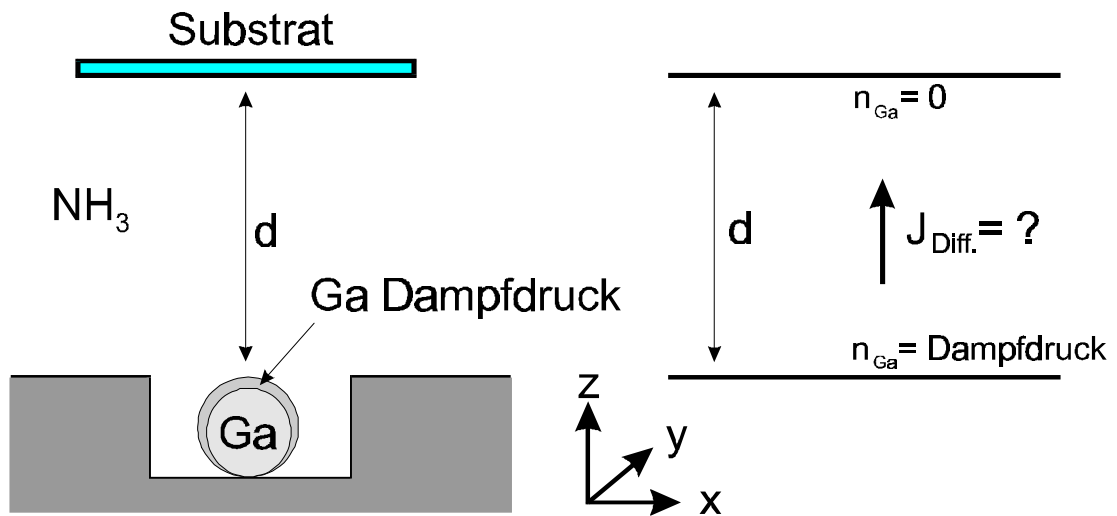 Substrat
NH₃
d
Ga Dampfdruck
Ga
n_Ga = 0
d
J_Diff. = ?
n_Ga = Dampfdruck
z
y
x